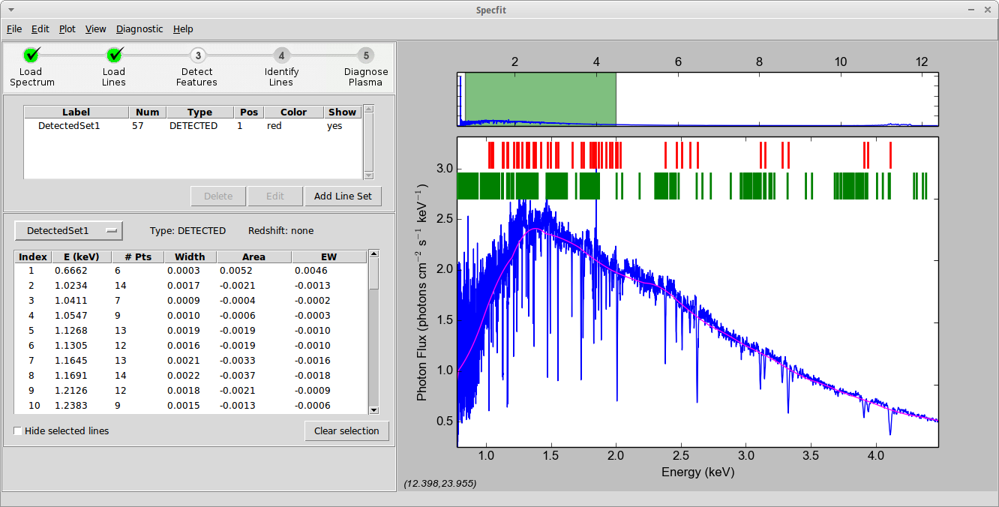 Specfit
File Edit Plot View Diagnostic Help
3 4 5
Load Spectrum Load Lines Detect Features Identify Lines Diagnose Plasma
Label Num Type Pos Color Show
DetectedSet1 57 DETECTED 1 red yes
Delete Edit Add Line Set
DetectedSet1 Type: DETECTED Redshift: none
Index E (keV) # Pts Width Area EW
1 0.6662 6 0.0003 0.0052 0.0046
2 1.0234 14 0.0017 -0.0021 -0.0013
3 1.0411 7 0.0009 -0.0004 -0.0002
4 1.0547 9 0.0010 -0.0006 -0.0003
5 1.1268 13 0.0019 -0.0019 -0.0010
6 1.1305 12 0.0016 -0.0019 -0.0010
7 1.1645 13 0.0021 -0.0033 -0.0016
8 1.1691 14 0.0022 -0.0037 -0.0018
9 1.2126 12 0.0018 -0.0021 -0.0009
10 1.2383 9 0.0015 -0.0013 -0.0006
Hide selected lines Clear selection
2 4 6 8 10 12
3.0
2.5
2.0
1.5
1.0
0.5
Photon Flux (photons cm⁻² s⁻¹ keV⁻¹)
1.0 1.5 2.0 2.5 3.0 3.5 4.0
Energy (keV)
(12.398,23.955)